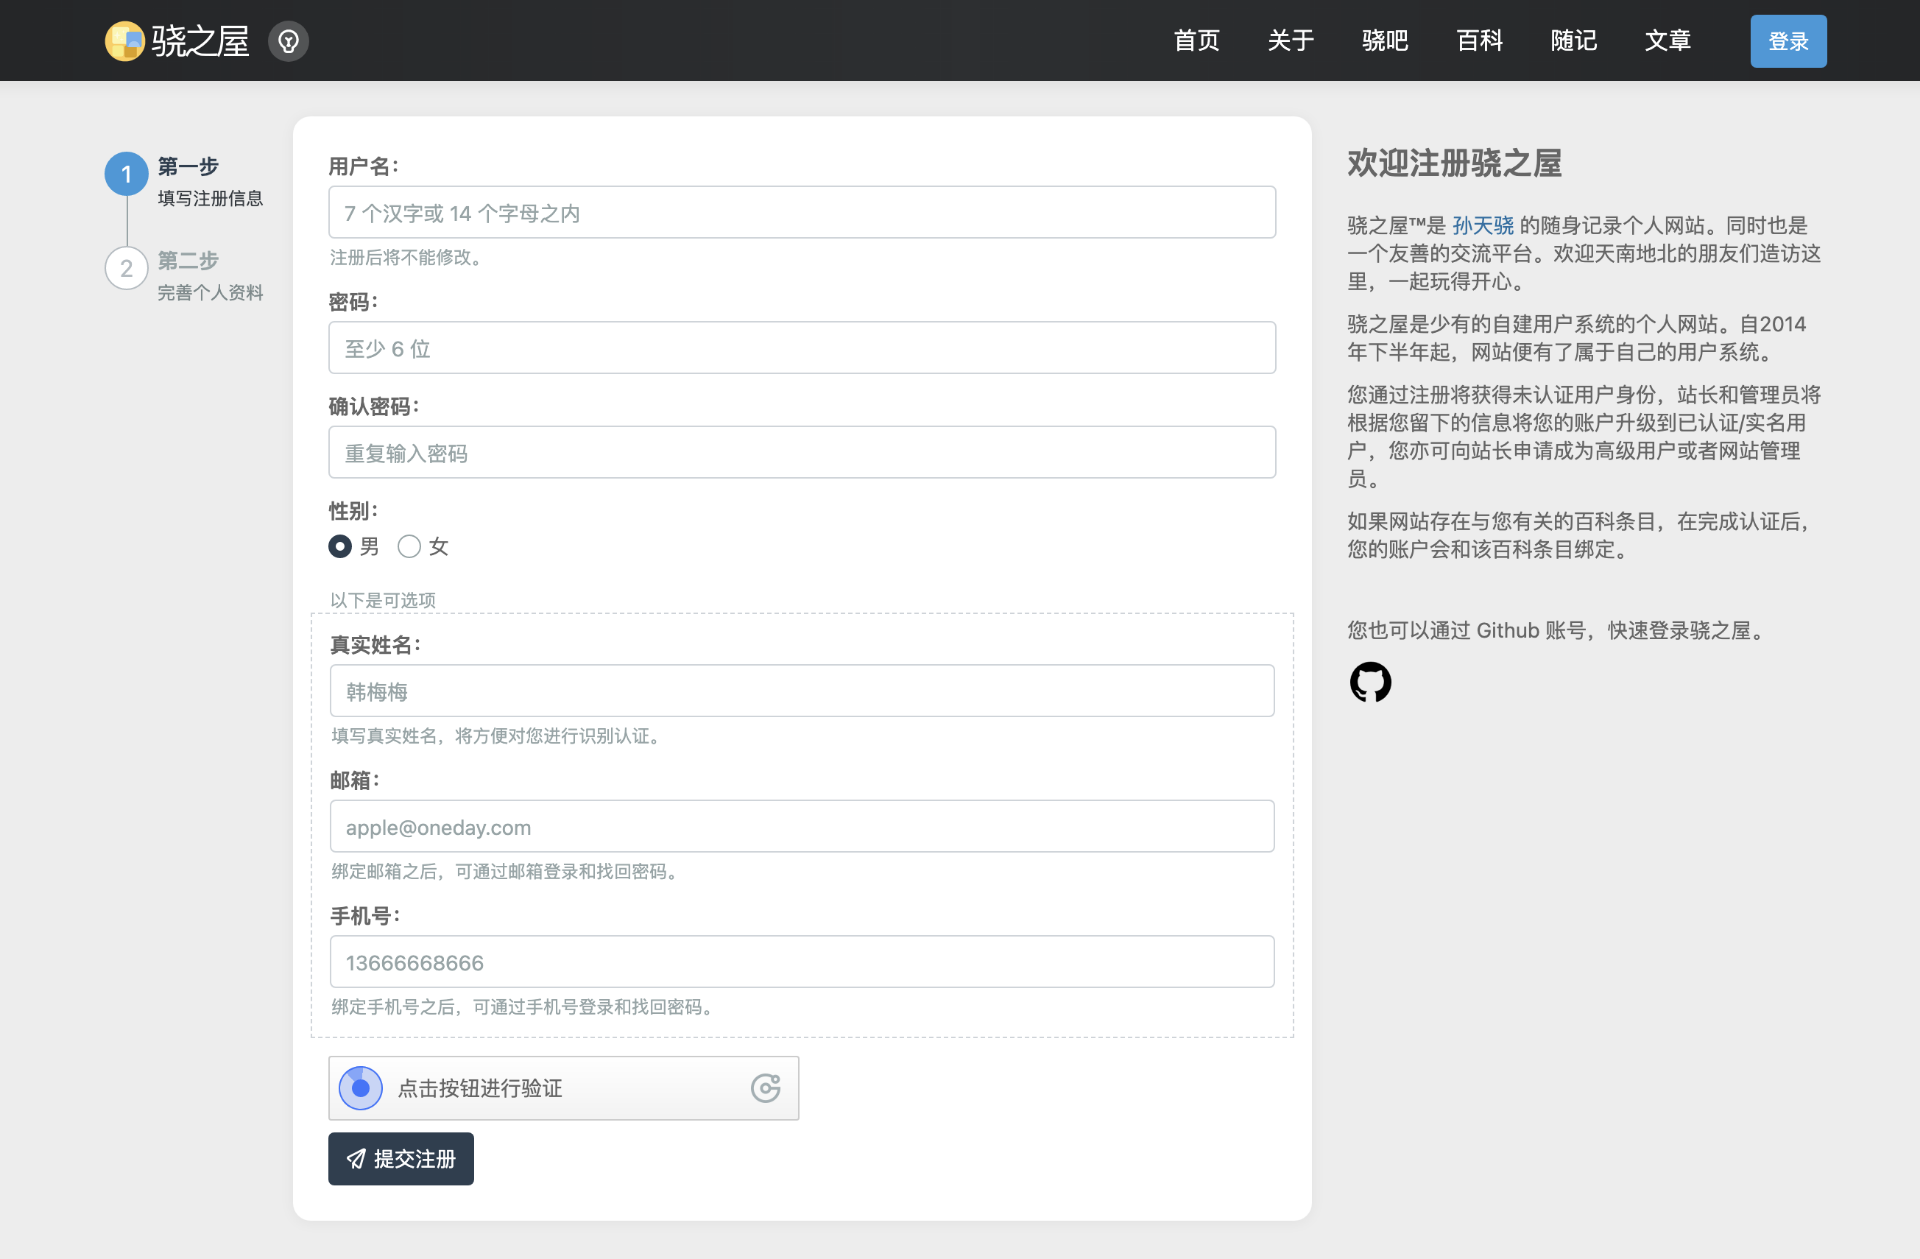 骁之屋
首页 关于 骁吧 百科 随记 文章 登录
1 第一步
填写注册信息
2 第二步
完善个人资料
用户名：
7 个汉字或 14 个字母之内
注册后将不能修改。
密码：
至少 6 位
确认密码：
重复输入密码
性别：
男 女
以下是可选项
真实姓名：
韩梅梅
填写真实姓名，将方便对您进行识别认证。
邮箱：
apple@oneday.com
绑定邮箱之后，可通过邮箱登录和找回密码。
手机号：
13666668666
绑定手机号之后，可通过手机号登录和找回密码。
点击按钮进行验证
提交注册
欢迎注册骁之屋
骁之屋™是 孙天骁 的随身记录个人网站。同时也是
一个友善的交流平台。欢迎天南地北的朋友们造访这
里，一起玩得开心。
骁之屋是少有的自建用户系统的个人网站。自2014
年下半年起，网站便有了属于自己的用户系统。
您通过注册将获得未认证用户身份，站长和管理员将
根据您留下的信息将您的账户升级到已认证/实名用
户，您亦可向站长申请成为高级用户或者网站管理
员。
如果网站存在与您有关的百科条目，在完成认证后，
您的账户会和该百科条目绑定。
您也可以通过 Github 账号，快速登录骁之屋。